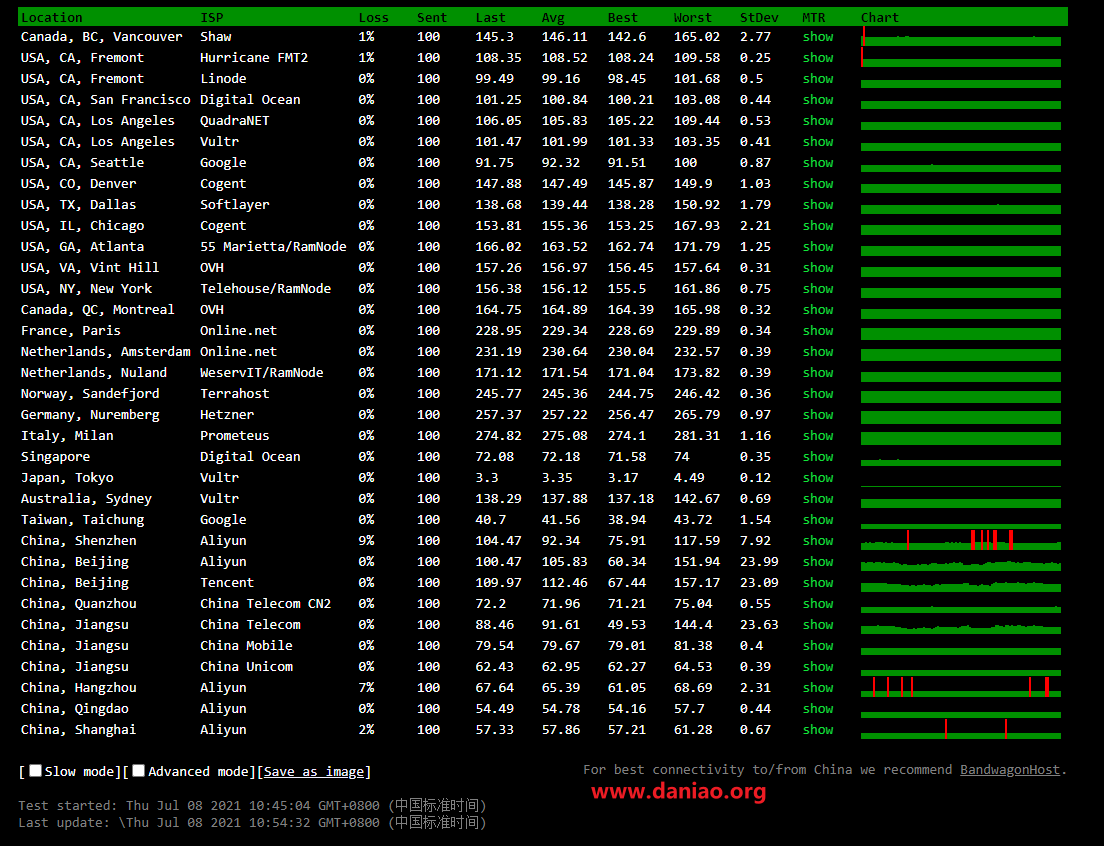 Location ISP Loss Sent Last Avg Best Worst StDev MTR Chart
Canada, BC, Vancouver Shaw 1% 100 145.3 146.11 142.6 165.02 2.77 show
USA, CA, Fremont Hurricane FMT2 1% 100 108.35 108.52 108.24 109.58 0.25 show
USA, CA, Fremont Linode 0% 100 99.49 99.16 98.45 101.68 0.5 show
USA, CA, San Francisco Digital Ocean 0% 100 101.25 100.84 100.21 103.08 0.44 show
USA, CA, Los Angeles QuadraNET 0% 100 106.05 105.83 105.22 109.44 0.53 show
USA, CA, Los Angeles Vultr 0% 100 101.47 101.99 101.33 103.35 0.41 show
USA, CA, Seattle Google 0% 100 91.75 92.32 91.51 100 0.87 show
USA, CO, Denver Cogent 0% 100 147.88 147.49 145.87 149.9 1.03 show
USA, TX, Dallas Softlayer 0% 100 138.68 139.44 138.28 150.92 1.79 show
USA, IL, Chicago Cogent 0% 100 153.81 155.36 153.25 167.93 2.21 show
USA, GA, Atlanta 55 Marietta/RamNode 0% 100 166.02 163.52 162.74 171.79 1.25 show
USA, VA, Vint Hill OVH 0% 100 157.26 156.97 156.45 157.64 0.31 show
USA, NY, New York Telehouse/RamNode 0% 100 156.38 156.12 155.5 161.86 0.75 show
Canada, QC, Montreal OVH 0% 100 164.75 164.89 164.39 165.98 0.32 show
France, Paris Online.net 0% 100 228.95 229.34 228.69 229.89 0.34 show
Netherlands, Amsterdam Online.net 0% 100 231.19 230.64 230.04 232.57 0.39 show
Netherlands, Nuland WeservIT/RamNode 0% 100 171.12 171.54 171.04 173.82 0.39 show
Norway, Sandefjord Terrahost 0% 100 245.77 245.36 244.75 246.42 0.36 show
Germany, Nuremberg Hetzner 0% 100 257.37 257.22 256.47 265.79 0.97 show
Italy, Milan Prometeus 0% 100 274.82 275.08 274.1 281.31 1.16 show
Singapore Digital Ocean 0% 100 72.08 72.18 71.58 74 0.35 show
Japan, Tokyo Vultr 0% 100 3.3 3.35 3.17 4.49 0.12 show
Australia, Sydney Vultr 0% 100 138.29 137.88 137.18 142.67 0.69 show
Taiwan, Taichung Google 0% 100 40.7 41.56 38.94 43.72 1.54 show
China, Shenzhen Aliyun 9% 100 104.47 92.34 75.91 117.59 7.92 show
China, Beijing Aliyun 0% 100 100.47 105.83 60.34 151.94 23.99 show
China, Beijing Tencent 0% 100 109.97 112.46 67.44 157.17 23.09 show
China, Quanzhou China Telecom CN2 0% 100 72.2 71.96 71.21 75.04 0.55 show
China, Jiangsu China Telecom 0% 100 88.46 91.61 49.53 144.4 23.63 show
China, Jiangsu China Mobile 0% 100 79.54 79.67 79.01 81.38 0.4 show
China, Jiangsu China Unicom 0% 100 62.43 62.95 62.27 64.53 0.39 show
China, Hangzhou Aliyun 7% 100 67.64 65.39 61.05 68.69 2.31 show
China, Qingdao Aliyun 0% 100 54.49 54.78 54.16 57.7 0.44 show
China, Shanghai Aliyun 2% 100 57.33 57.86 57.21 61.28 0.67 show
[ Slow mode][ Advanced mode][Save as image]
For best connectivity to/from China we recommend BandwagonHost.
www.daniao.org
Test started: Thu Jul 08 2021 10:45:04 GMT+0800 (中国标准时间)
Last update: \Thu Jul 08 2021 10:54:32 GMT+0800 (中国标准时间)